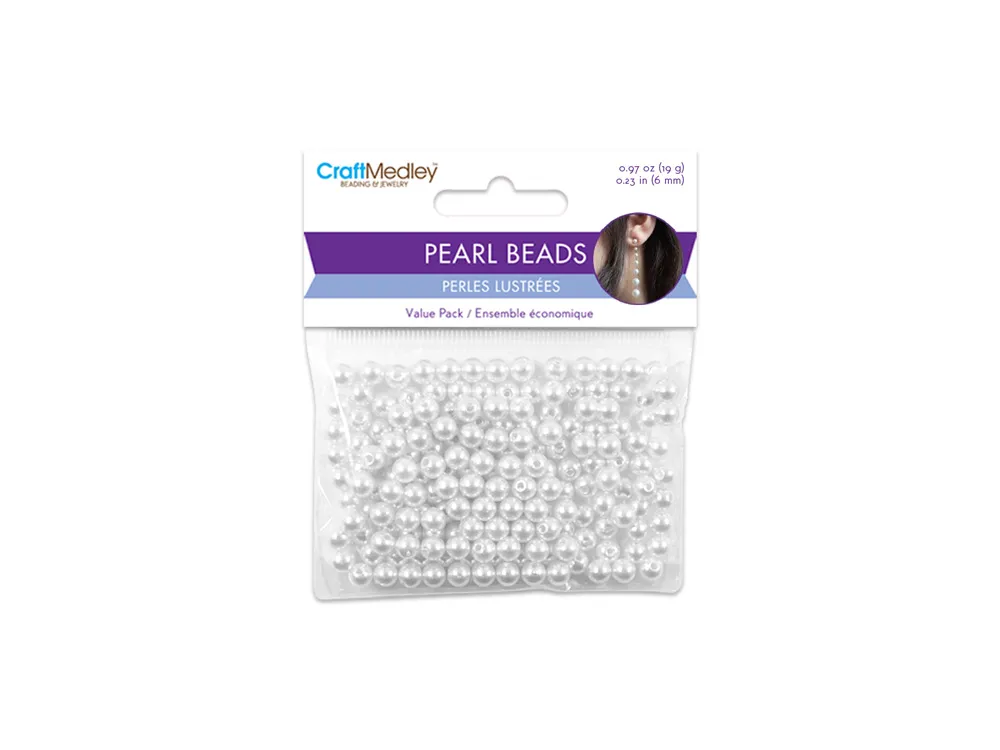 CraftMedley™
BEADING & JEWELRY
0.97 oz (19 g)
0.23 in (6 mm)
PEARL BEADS
PERLES LUSTRÉES
Value Pack / Ensemble économique